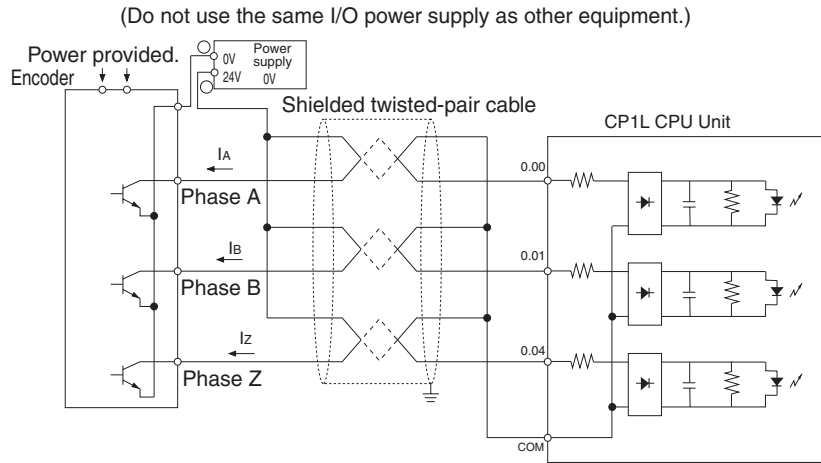 (Do not use the same I/O power supply as other equipment.)
Power provided.
Encoder
0V
Power
supply
24V
0V
Shielded twisted-pair cable
CP1L CPU Unit
IA
Phase A
0.00
IB
Phase B
0.01
IZ
Phase Z
0.04
COM